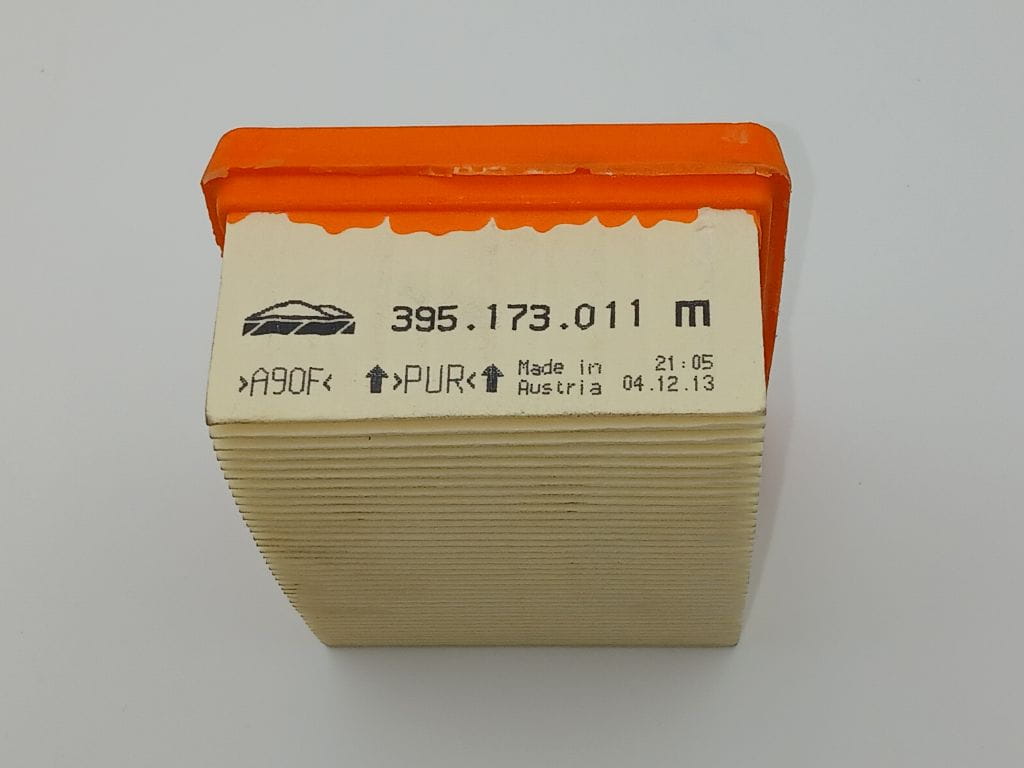 395.173.011 m
>A90F< ⬆>PUR<⬆ Made in Austria 21:05 04.12.13